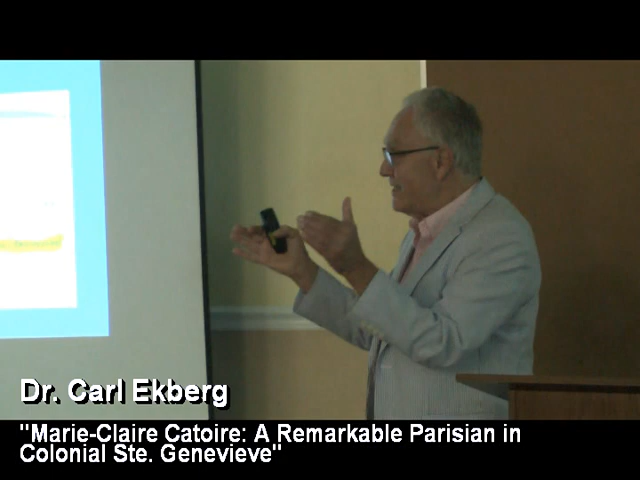 Dr. Carl Ekberg
"Marie-Claire Catoire: A Remarkable Parisian in
Colonial Ste. Genevieve"